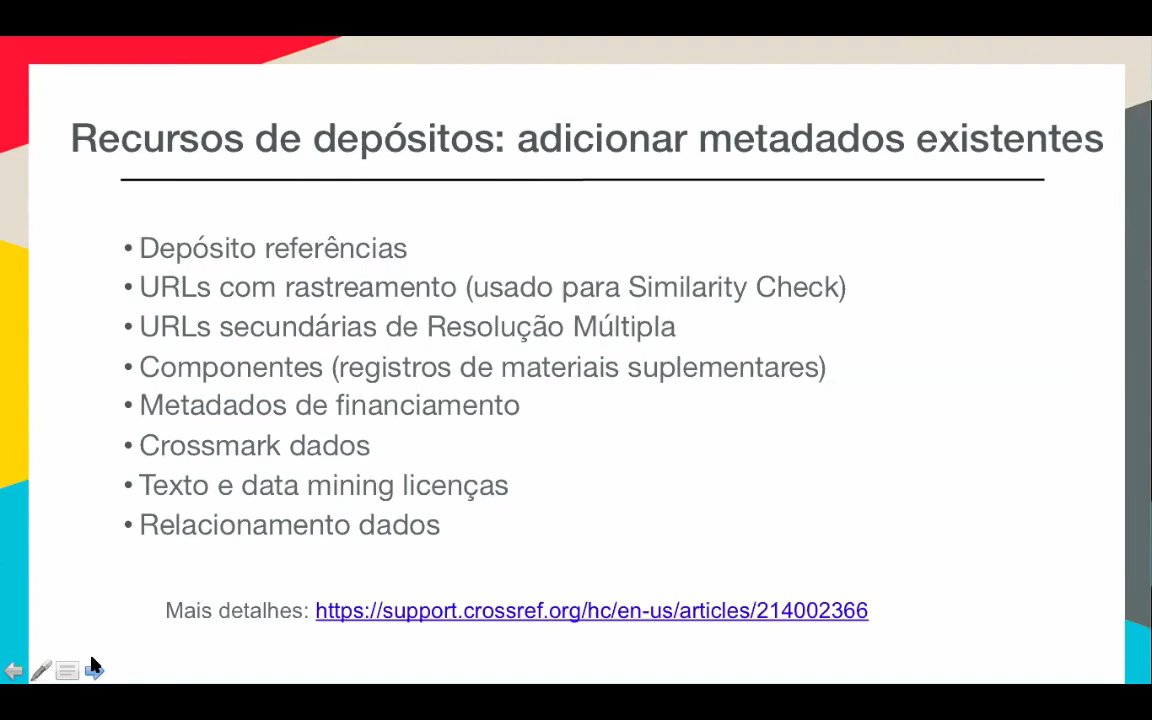 Recursos de depósitos: adicionar metadados existentes
• Depósito referências
• URLs com rastreamento (usado para Similarity Check)
• URLs secundárias de Resolução Múltipla
• Componentes (registros de materiais suplementares)
• Metadados de financiamento
• Crossmark dados
• Texto e data mining licenças
• Relacionamento dados
Mais detalhes: https://support.crossref.org/hc/en-us/articles/214002366